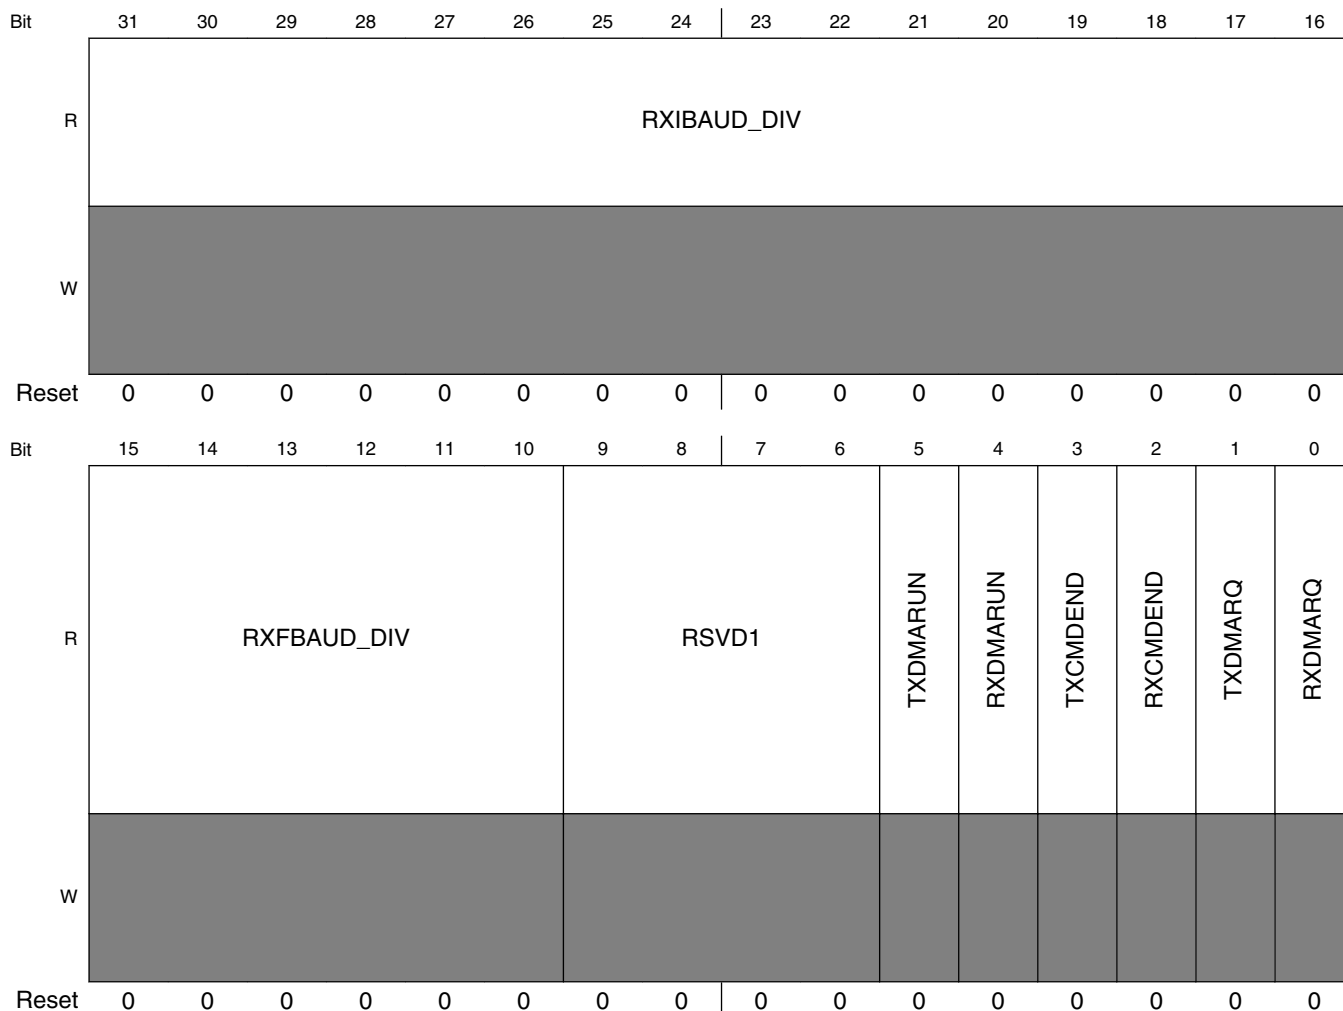 Bit 31 30 29 28 27 26 25 24 23 22 21 20 19 18 17 16
R RXIBAUD_DIV
W
Reset 0 0 0 0 0 0 0 0 0 0 0 0 0 0 0 0
Bit 15 14 13 12 11 10 9 8 7 6 5 4 3 2 1 0
R RXFBAUD_DIV RSVD1 TXDMARUN RXDMARUN TXCMDEND RXCMDEND TXDMARQ RXDMARQ
W
Reset 0 0 0 0 0 0 0 0 0 0 0 0 0 0 0 0